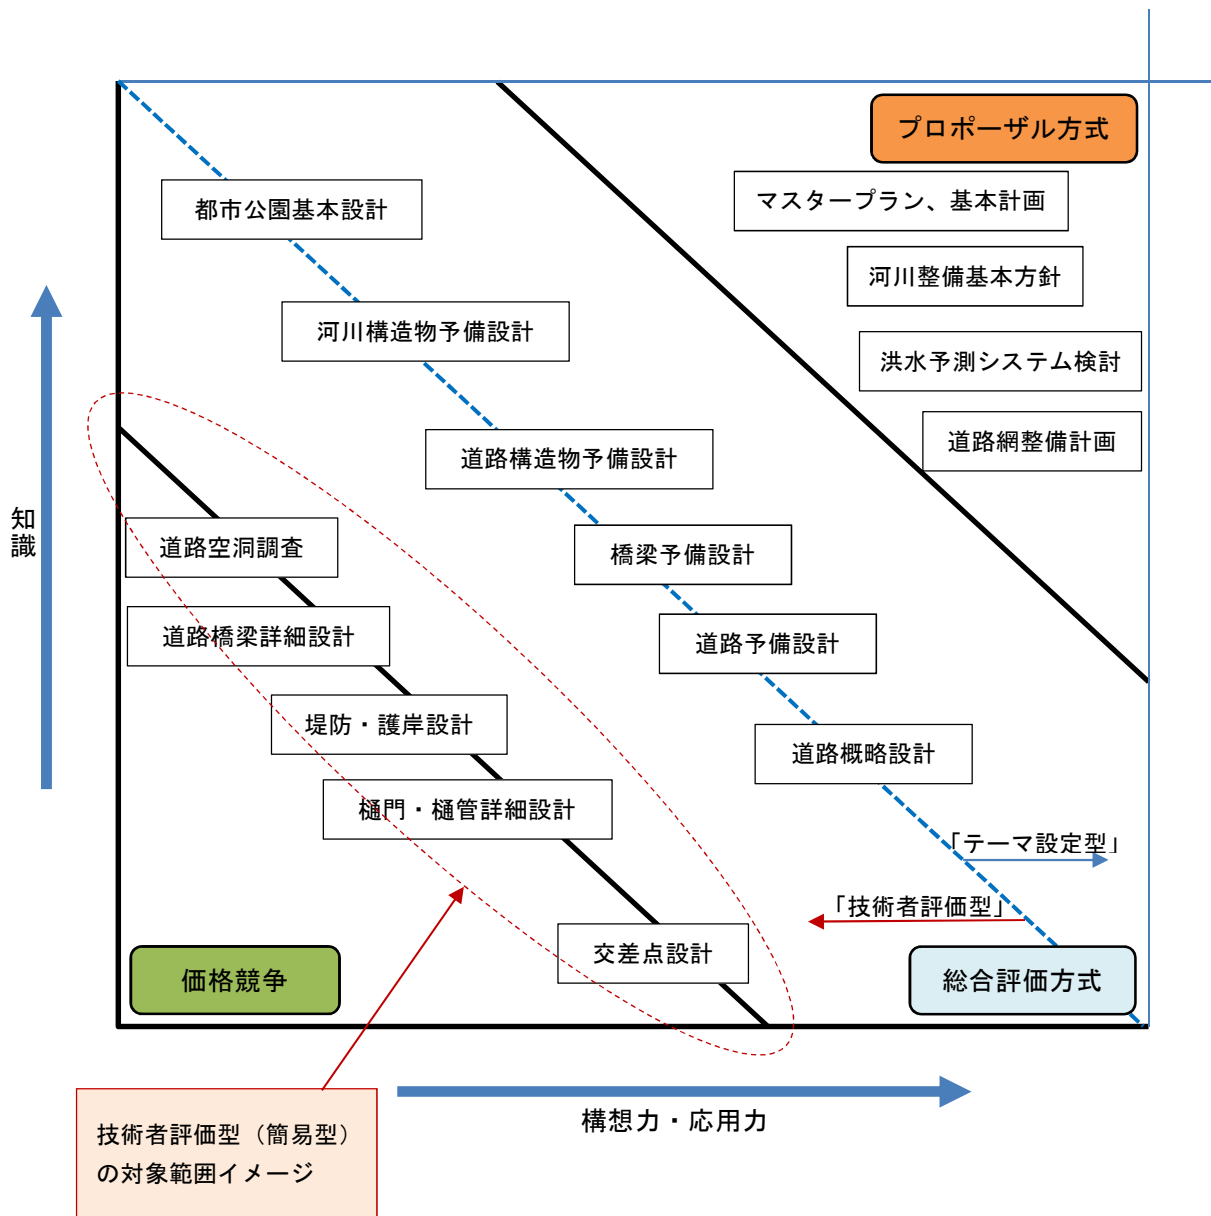 プロポーザル方式
マスタープラン、基本計画
都市公園基本設計
河川整備基本方針
河川構造物予備設計
洪水予測システム検討
道路網整備計画
道路構造物予備設計
知識
道路空洞調査
橋梁予備設計
道路橋梁詳細設計
道路予備設計
堤防・護岸設計
道路概略設計
樋門・樋管詳細設計
「テーマ設定型」
「技術者評価型」
交差点設計
価格競争
総合評価方式
構想力・応用力
技術者評価型（簡易型）
の対象範囲イメージ